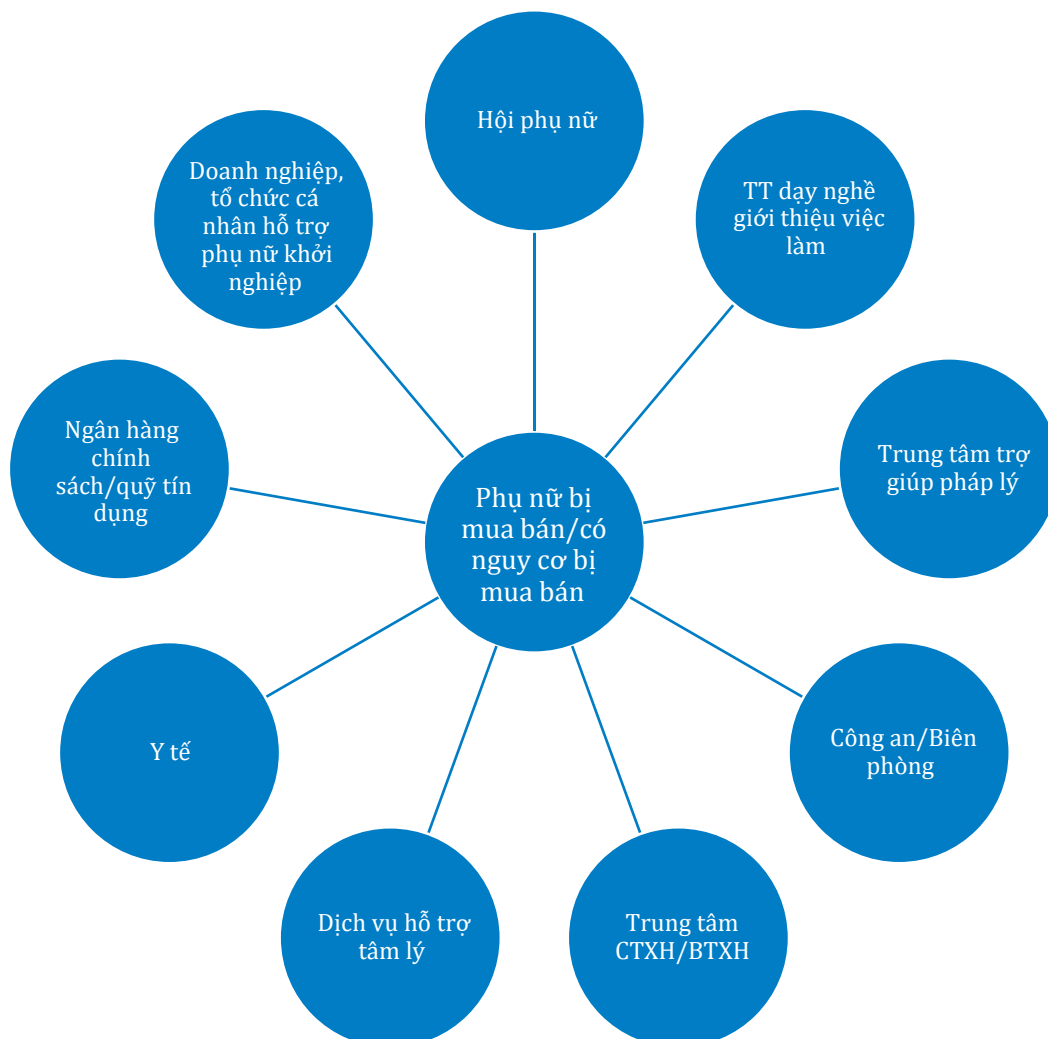 Hội phụ nữ
Doanh nghiệp,
tổ chức cá
nhân hỗ trợ
phụ nữ khởi
nghiệp
TT dạy nghề
giới thiệu việc
làm
Ngân hàng
chính
sách/quỹ tín
dụng
Trung tâm trợ
giúp pháp lý
Phụ nữ bị
mua bán/có
nguy cơ bị
mua bán
Y tế
Công an/Biên
phòng
Dịch vụ hỗ trợ
tâm lý
Trung tâm
CTXH/BTXH